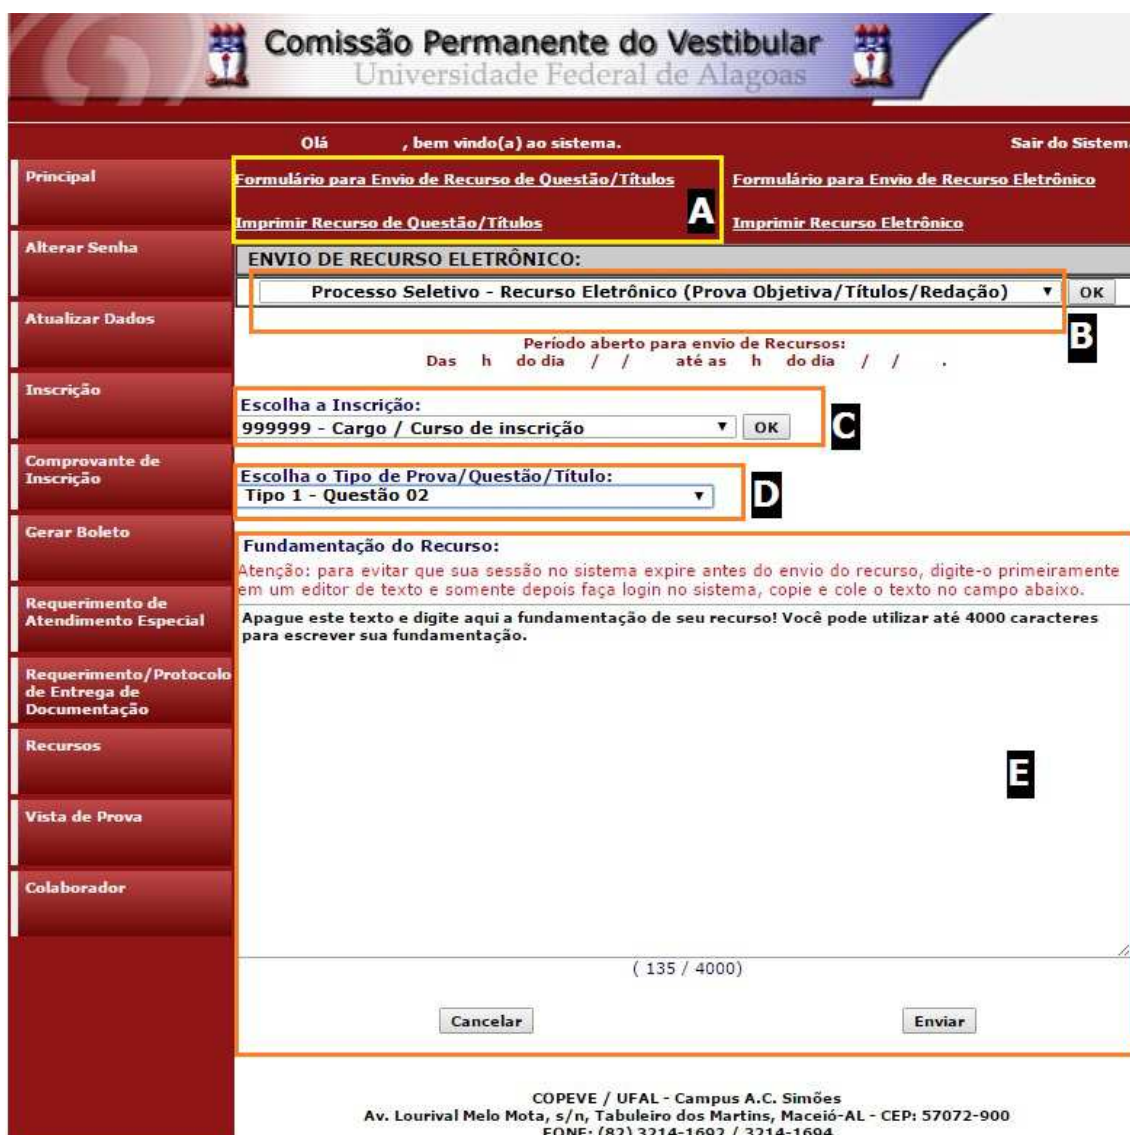 Comissão Permanente do Vestibular
Universidade Federal de Alagoas
Olá , bem vindo(a) ao sistema.
Sair do Sistema
Principal
Alterar Senha
Atualizar Dados
Inscrição
Comprovante de
Inscrição
Gerar Boleto
Requerimento de
Atendimento Especial
Requerimento/Protocolo
de Entrega de
Documentação
Recursos
Vista de Prova
Colaborador
Formulário para Envio de Recurso de Questão/Títulos
Formulário para Envio de Recurso Eletrônico
A
Imprimir Recurso de Questão/Títulos
Imprimir Recurso Eletrônico
ENVIO DE RECURSO ELETRÔNICO:
Processo Seletivo - Recurso Eletrônico (Prova Objetiva/Títulos/Redação) OK
B
Período aberto para envio de Recursos:
Das h do dia / / até as h do dia / / .
Escolha a Inscrição:
999999 - Cargo / Curso de inscrição OK
C
Escolha o Tipo de Prova/Questão/Título:
Tipo 1 - Questão 02
D
Fundamentação do Recurso:
Atenção: para evitar que sua sessão no sistema expire antes do envio do recurso, digite-o primeiramente
em um editor de texto e somente depois faça login no sistema, copie e cole o texto no campo abaixo.
Apague este texto e digite aqui a fundamentação de seu recurso! Você pode utilizar até 4000 caracteres
para escrever sua fundamentação.
E
( 135 / 4000)
Cancelar
Enviar
COPEVE / UFAL - Campus A.C. Simões
Av. Lourival Melo Mota, s/n, Tabuleiro dos Martins, Maceió-AL - CEP: 57072-900
FONE: (82) 3214-1692 / 3214-1694